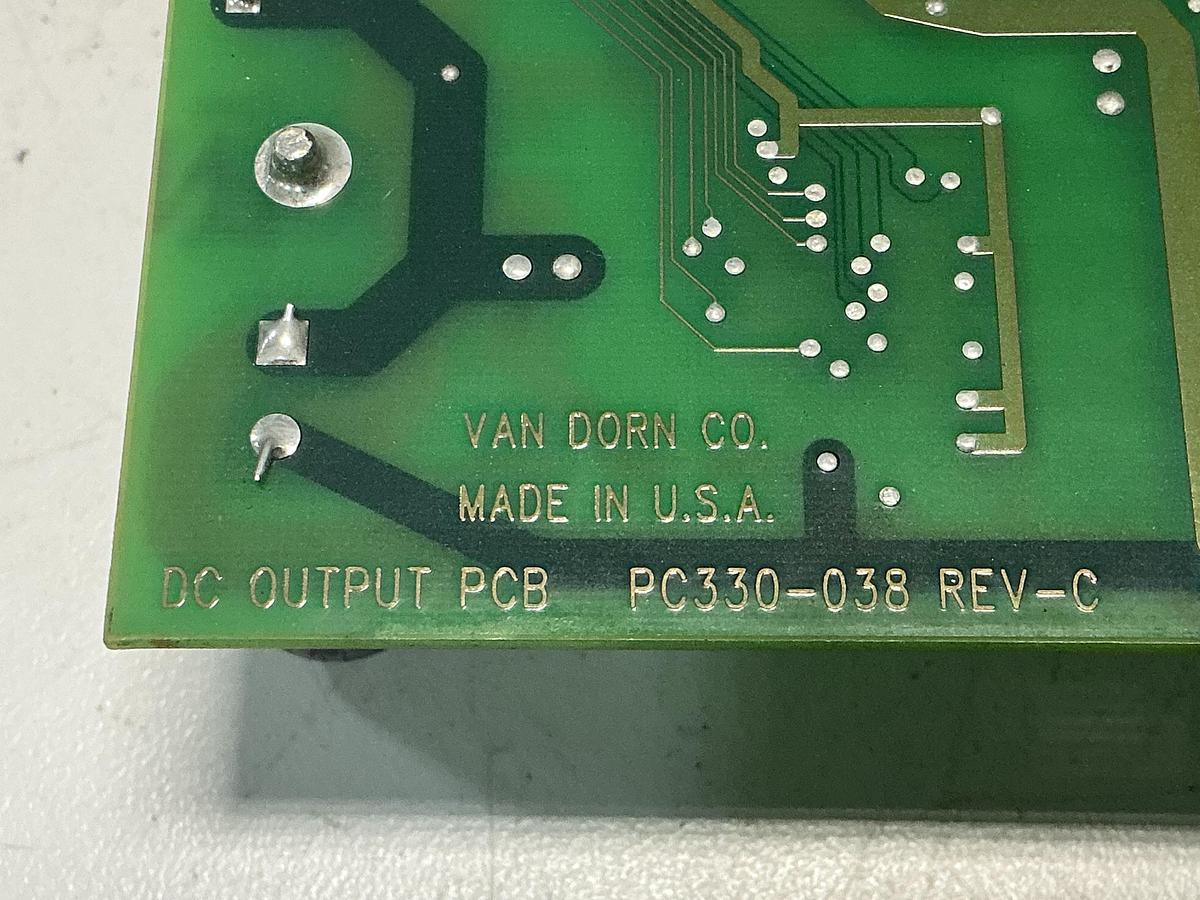 VAN DORN CO.
MADE IN U.S.A.
DC OUTPUT PCB PC330-038 REV-C